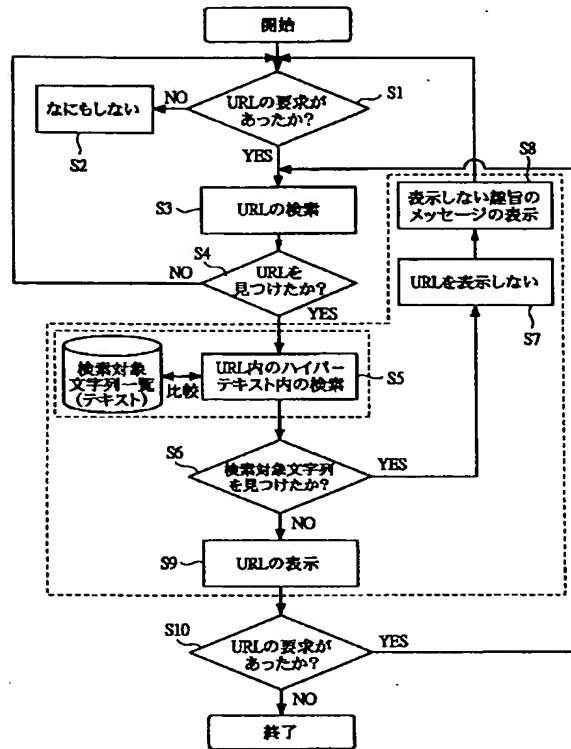 開始
URLの要求が
あったか?
S1
NO
なにもしない
S2
YES
S3
URLの検索
S4
URLを
見つけたか?
NO
YES
検索対象
文字列一覧
(テキスト)
比較
URL内のハイパー
テキスト内の検索
S5
S6
検索対象文字列
を見つけたか?
YES
NO
S7
URLを表示しない
S8
表示しない趣旨の
メッセージの表示
S9
URLの表示
S10
URLの要求が
あったか?
YES
NO
終了